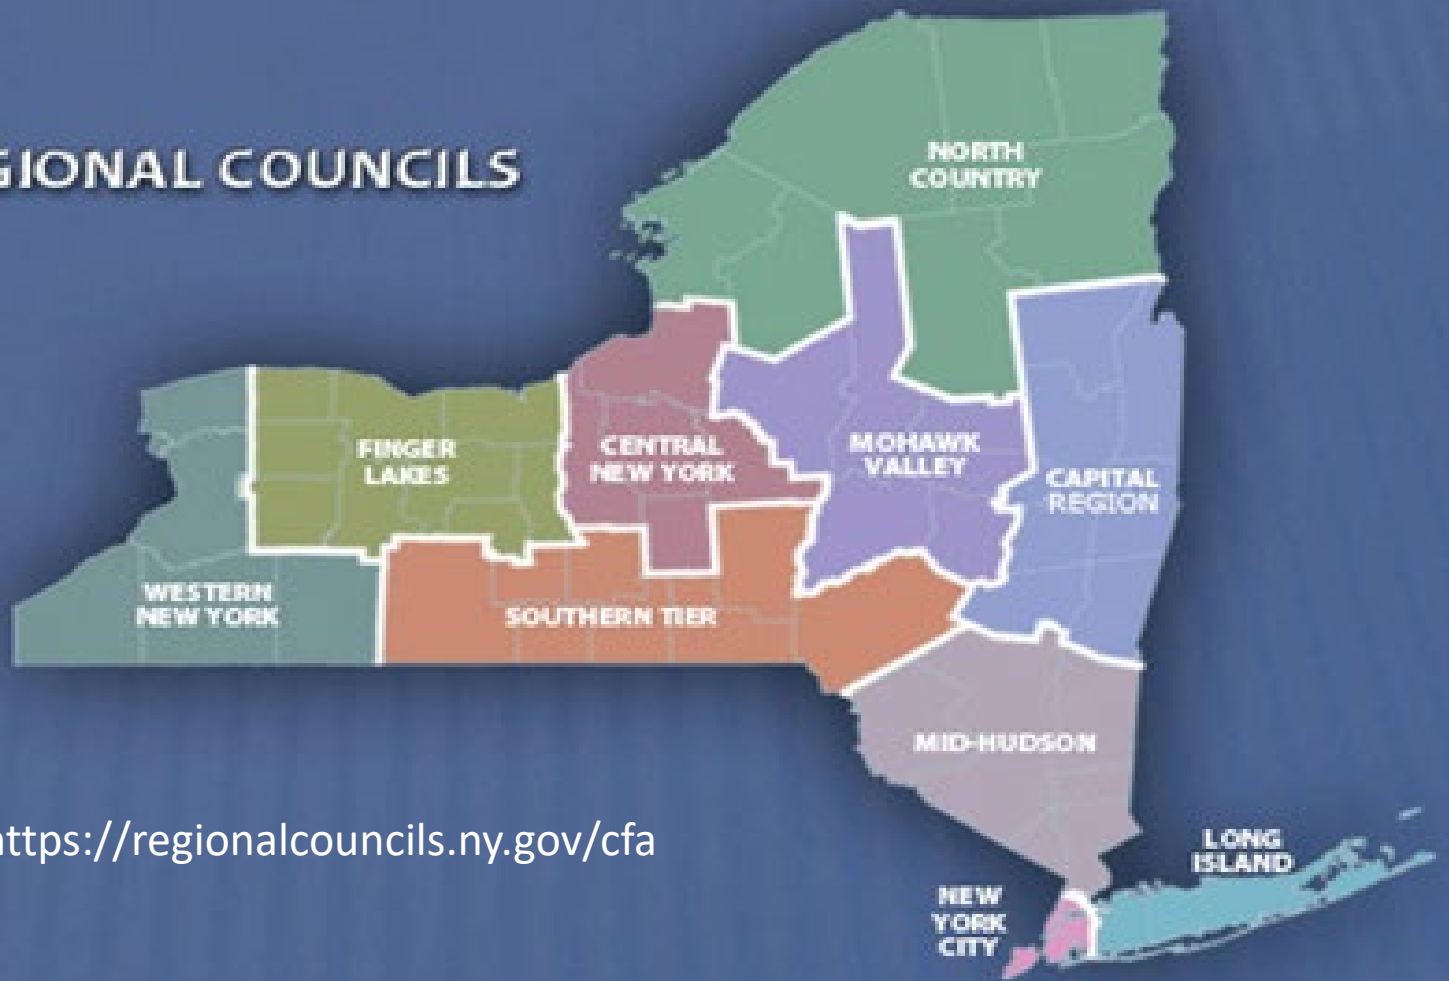 GIONAL COUNCILS
NORTH
COUNTRY
FINGER
LAKES
CENTRAL
NEW YORK
MOHAWK
VALLEY
CAPITAL
REGION
WESTERN
NEW YORK
SOUTHERN TIER
MID-HUDSON
https://regionalcouncils.ny.gov/cfa
LONG
ISLAND
NEW
YORK
CITY